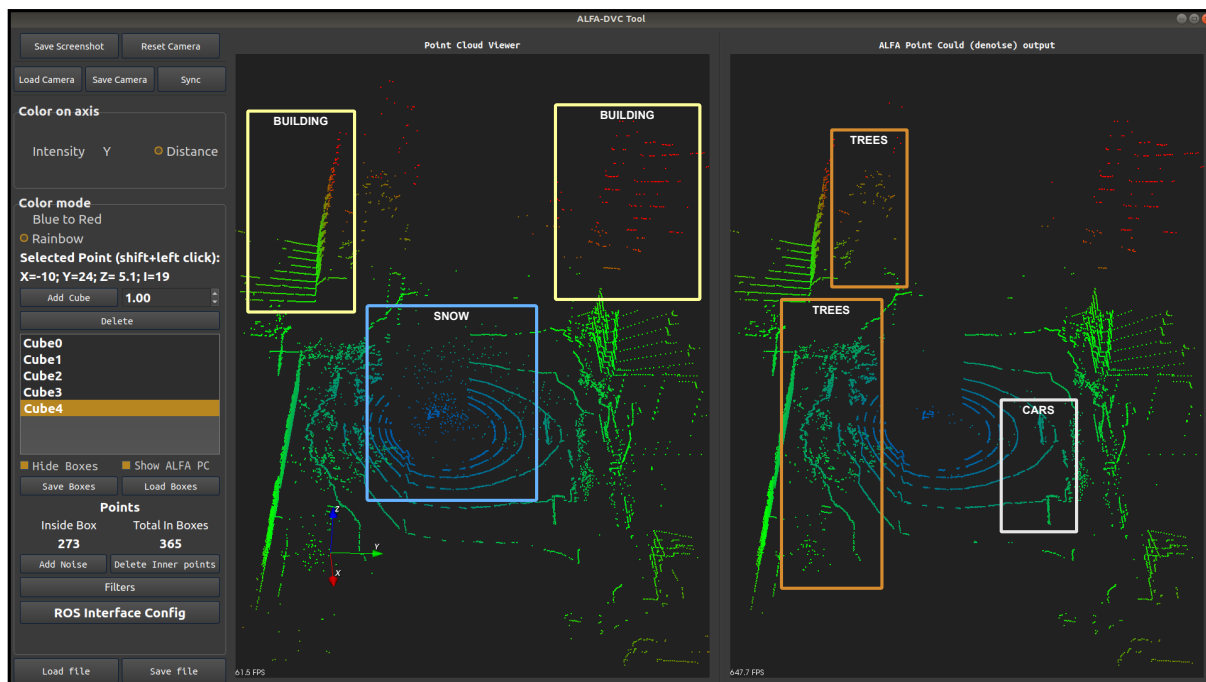 ALFA-DVC Tool
Save Screenshot Reset Camera
Load Camera Save Camera Sync
Color on axis
Intensity Y Distance
Color mode
Blue to Red
Rainbow
Selected Point (shift+left click):
X=-10; Y=24; Z= 5.1; I=19
Add Cube 1.00
Delete
Cube0
Cube1
Cube2
Cube3
Cube4
Hide Boxes Show ALFA PC
Save Boxes Load Boxes
Points
Inside Box Total In Boxes
273 365
Add Noise Delete Inner points
Filters
ROS Interface Config
Load file Save file
Point Cloud Viewer
BUILDING BUILDING
SNOW
Z
Y
X
61.5 FPS
ALFA Point Could (denoise) output
TREES
TREES
CARS
647.7 FPS